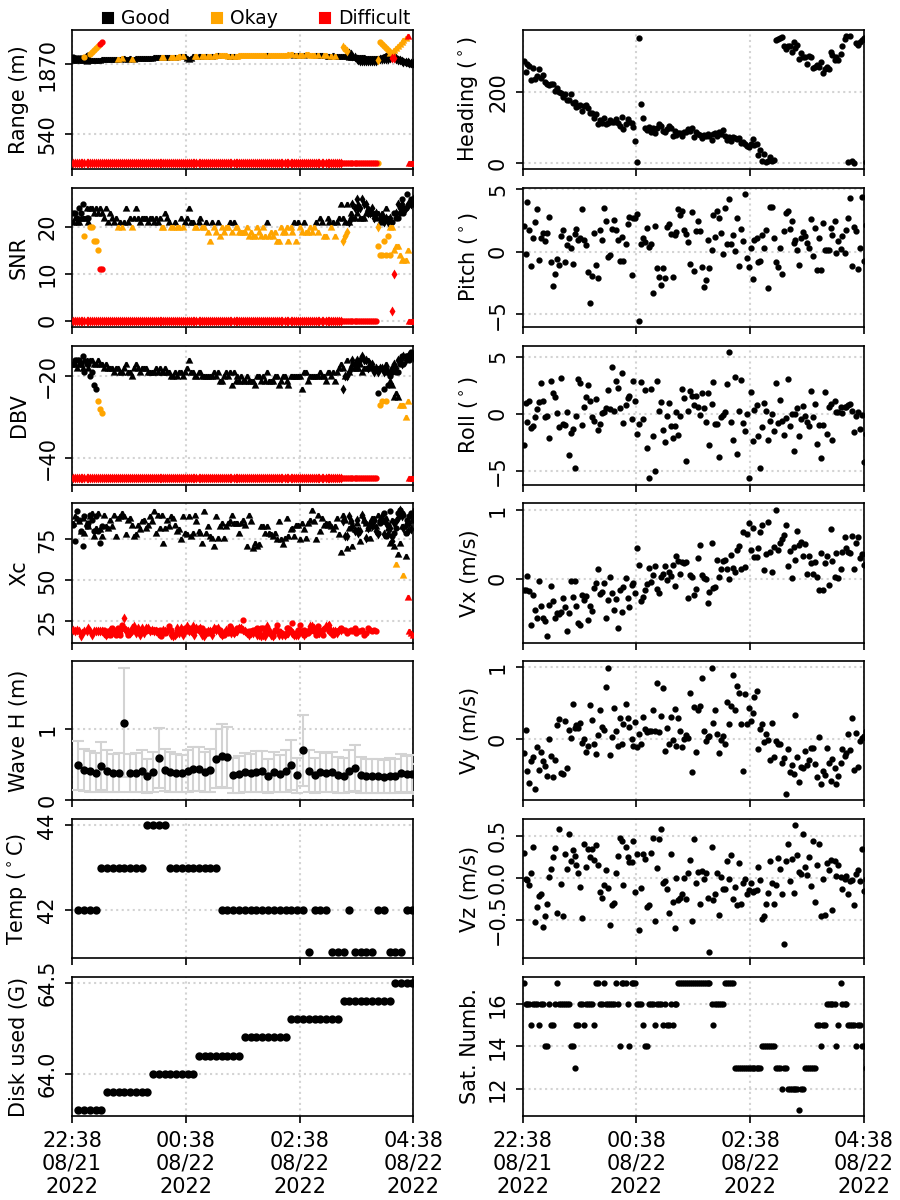 Good Okay Difficult
Range (m)
1870
540
Heading (°)
200
0
SNR
20
10
0
Pitch (°)
5
0
−5
DBV
−20
−40
Roll (°)
5
0
−5
Xc
75
50
25
Vx (m/s)
1
0
Wave H (m)
1
0
Vy (m/s)
1
0
Temp (°C)
44
42
Vz (m/s)
0.5
0.0
−0.5
Disk used (G)
64.5
64.0
Sat. Numb.
16
14
12
22:38 00:38 02:38 04:38
08/21 08/22 08/22 08/22
2022 2022 2022 2022
22:38 00:38 02:38 04:38
08/21 08/22 08/22 08/22
2022 2022 2022 2022